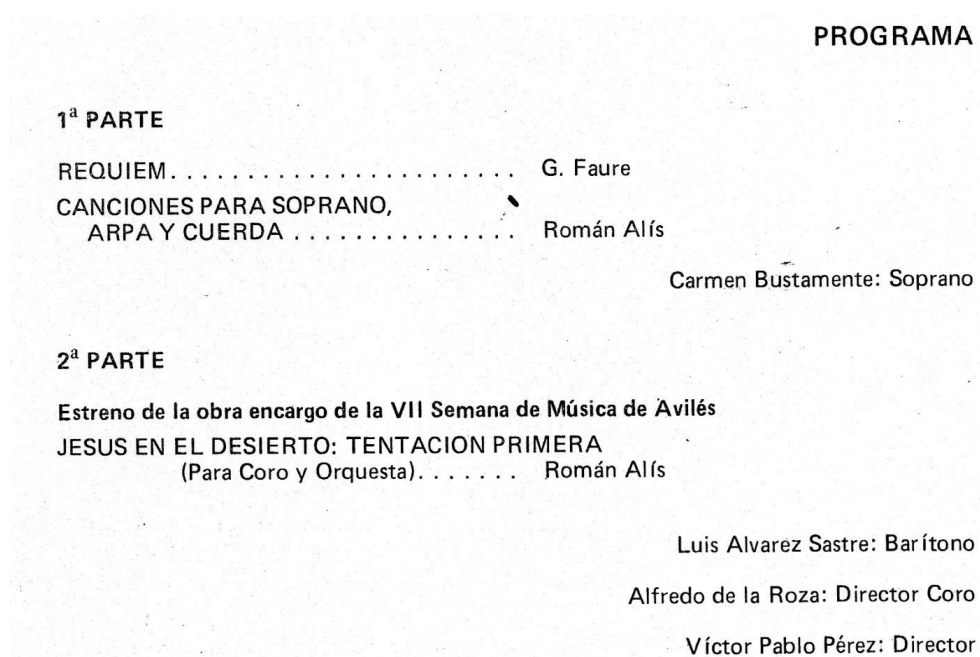 PROGRAMA
1ª PARTE
REQUIEM. . . . . . . . . . . . . . . . . . . . . . . G. Faure
CANCIONES PARA SOPRANO,
ARPA Y CUERDA . . . . . . . . . . . . . . . Román Alís
Carmen Bustamente: Soprano
2ª PARTE
Estreno de la obra encargo de la VII Semana de Música de Avilés
JESUS EN EL DESIERTO: TENTACION PRIMERA
(Para Coro y Orquesta). . . . . . . Román Alís
Luis Alvarez Sastre: Barítono
Alfredo de la Roza: Director Coro
Víctor Pablo Pérez: Director